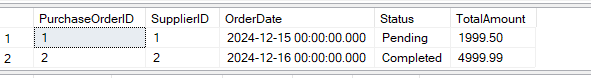 PurchaseOrderID SupplierID OrderDate Status TotalAmount
1 1 1 2024-12-15 00:00:00.000 Pending 1999.50
2 2 2 2024-12-16 00:00:00.000 Completed 4999.99